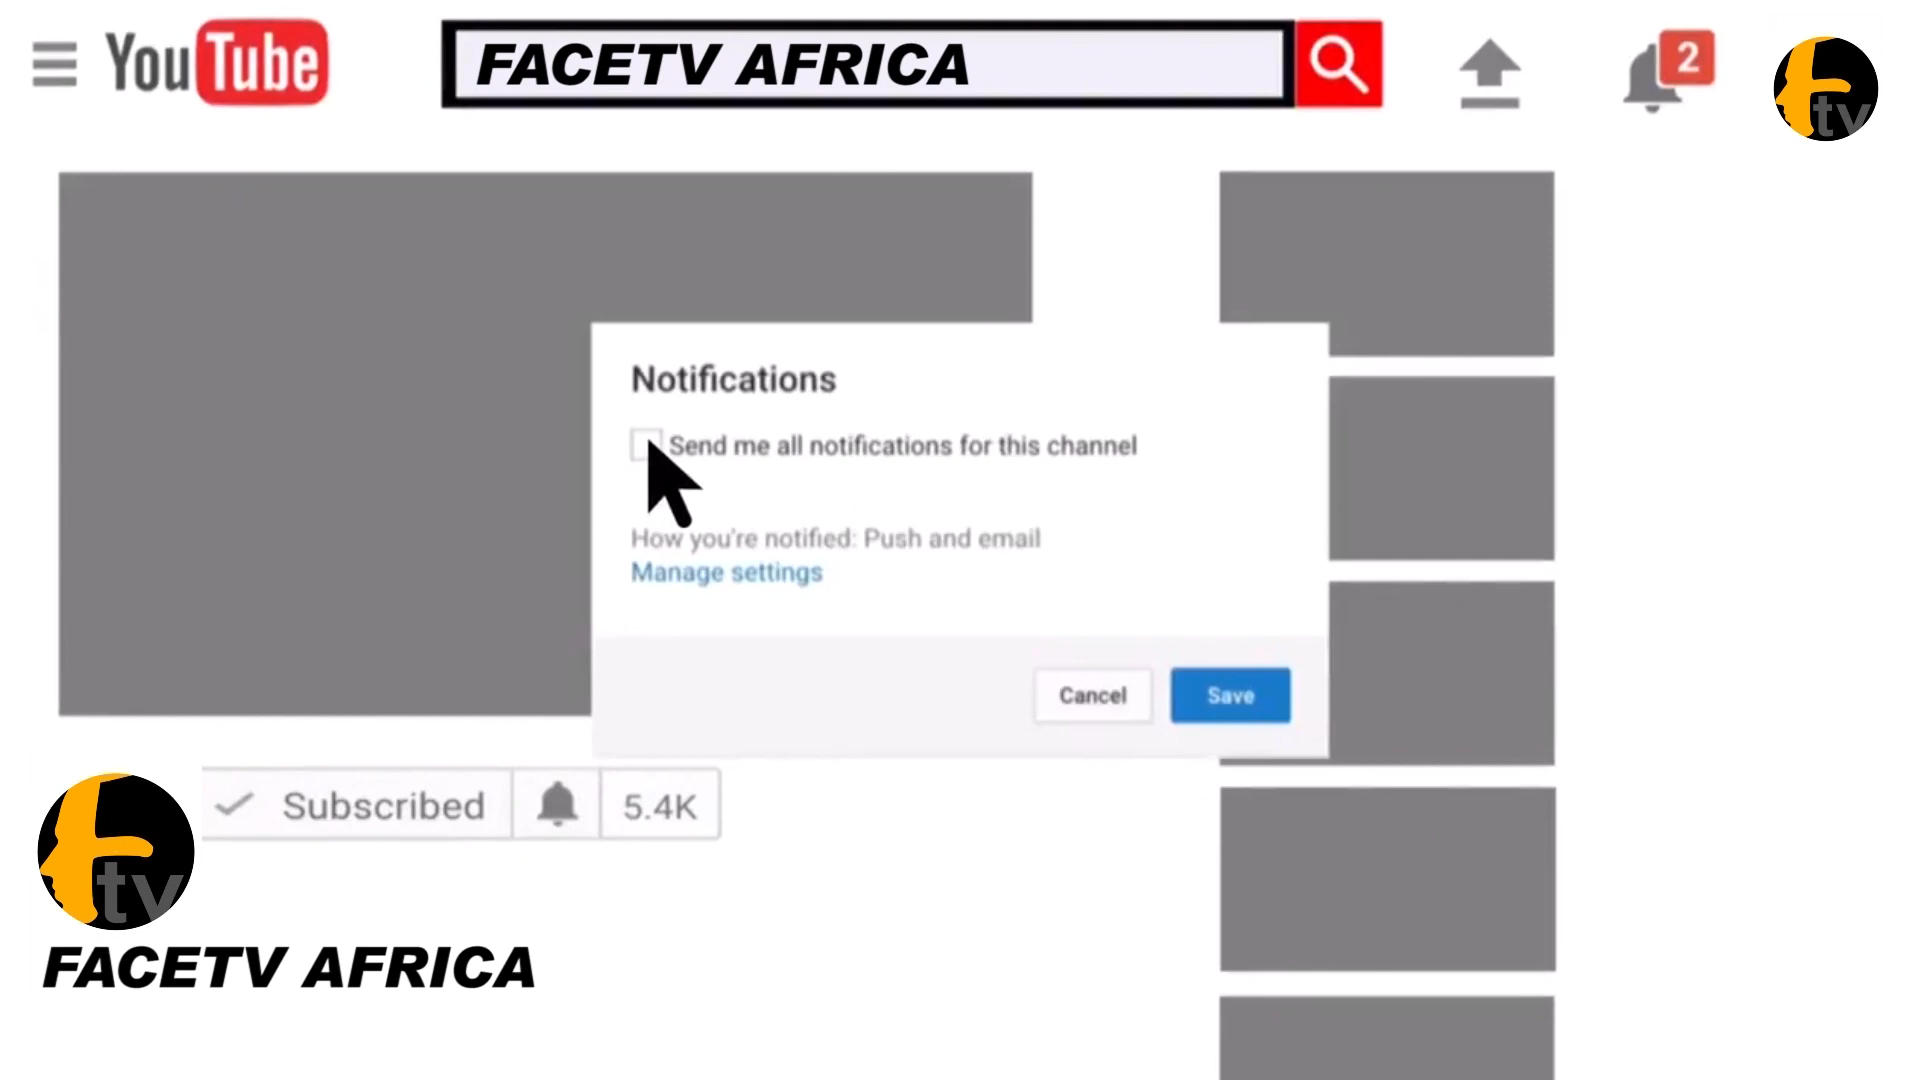 YouTube
FACETV AFRICA
2
tv
Notifications
Send me all notifications for this channel
How you're notified: Push and email
Manage settings
Cancel
Save
Subscribed
5.4K
tv
FACETV AFRICA